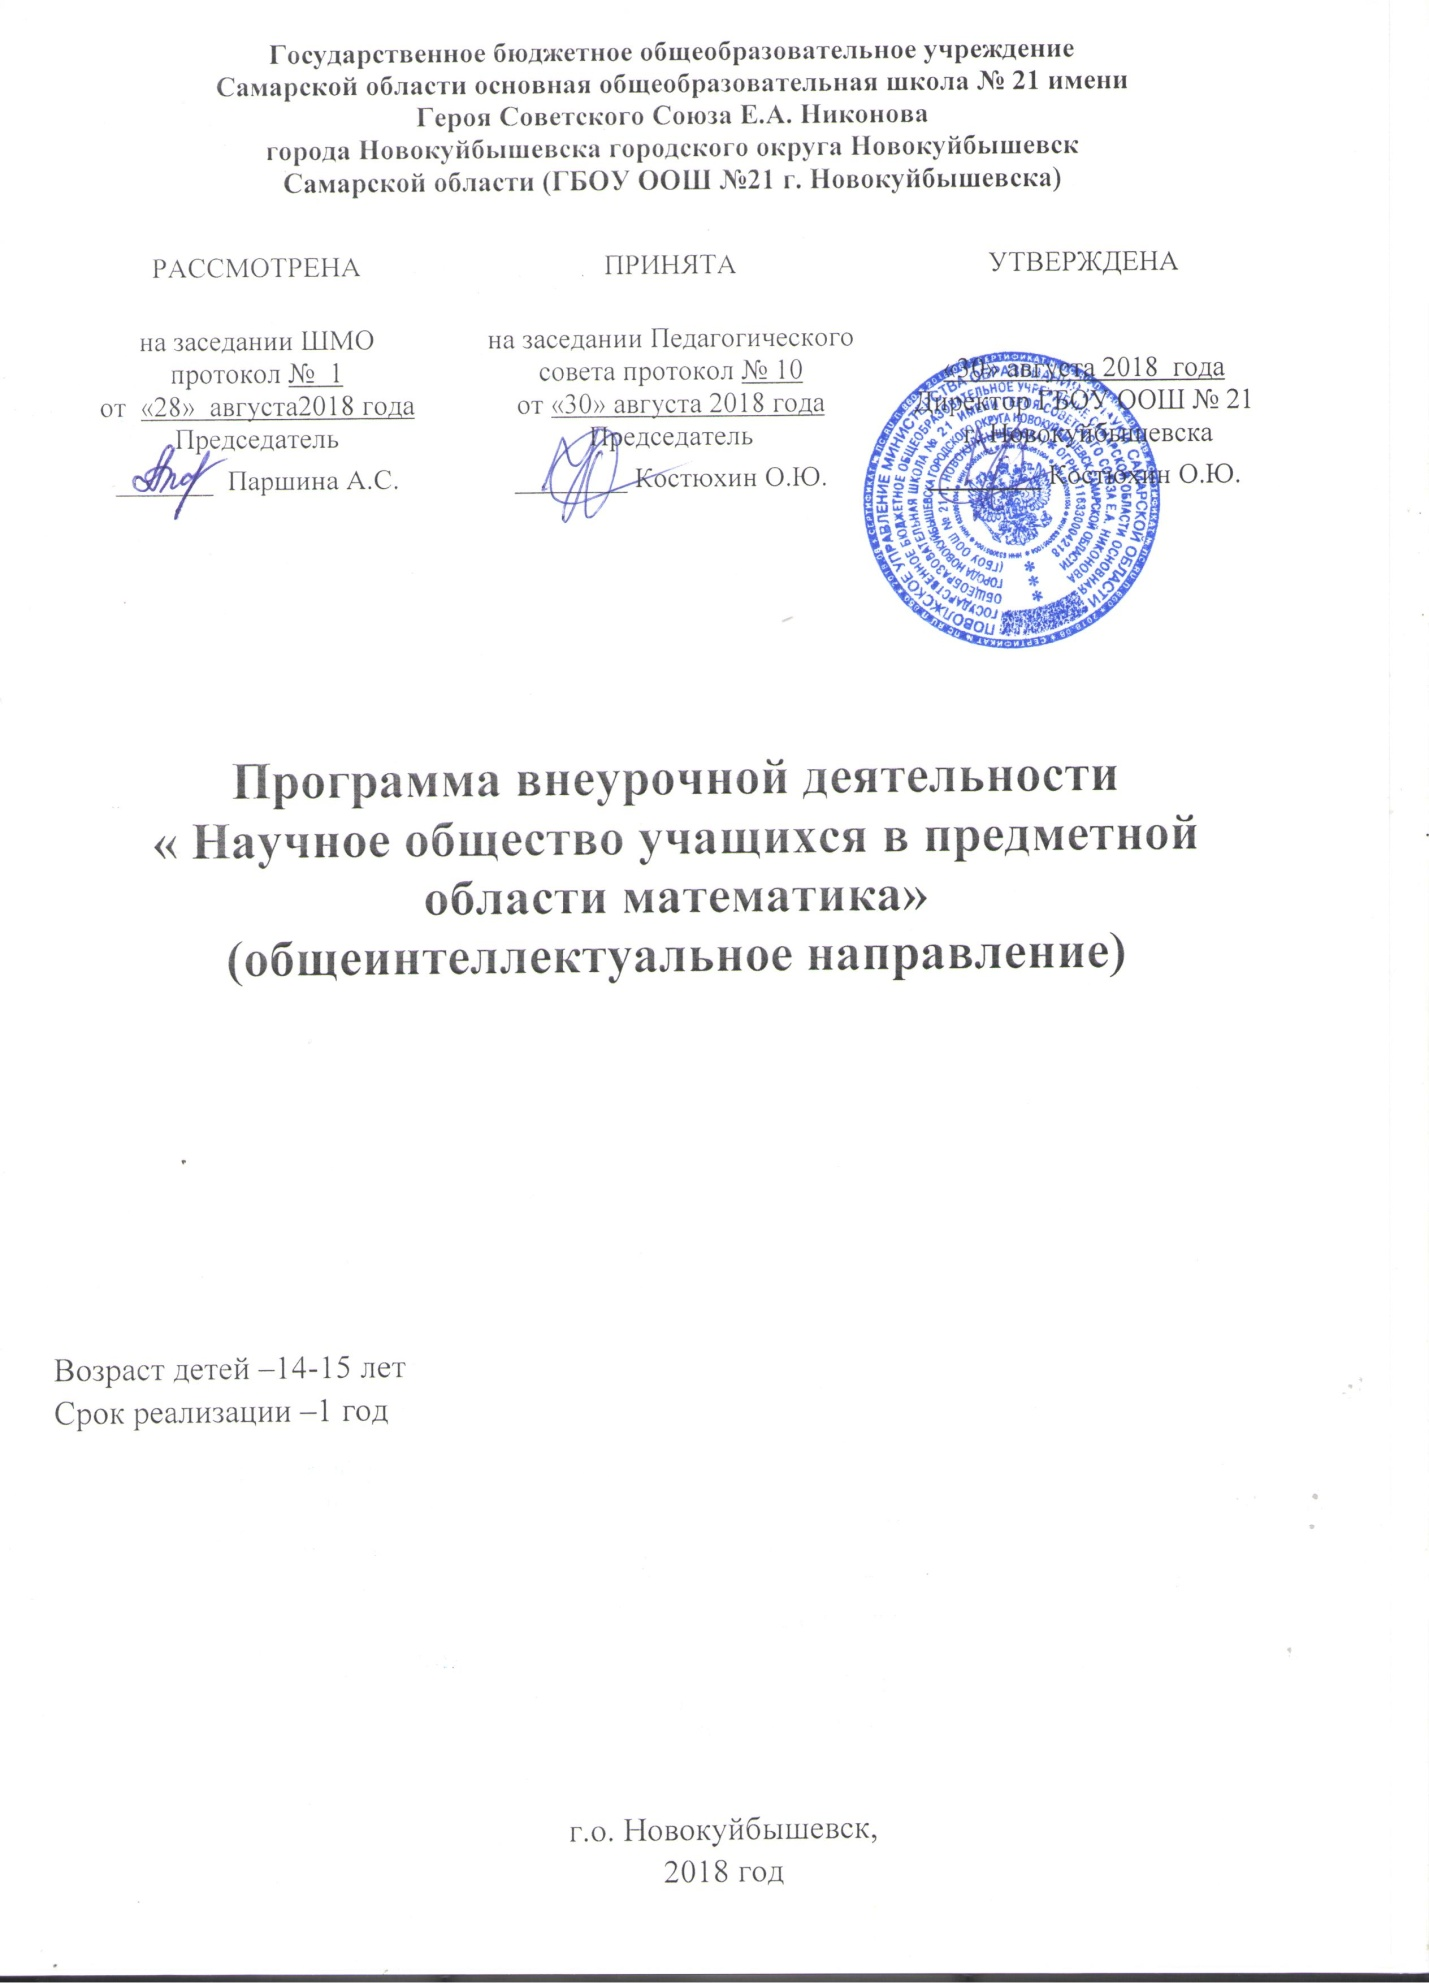 Государственное бюджетное общеобразовательное учреждение
Самарской области основная общеобразовательная школа № 21 имени
Героя Советского Союза Е.А. Никонова
города Новокуйбышевска городского округа Новокуйбышевск
Самарской области (ГБОУ ООШ №21 г. Новокуйбышевска)
РАССМОТРЕНА
на заседании ШМО
протокол № 1
от «28» августа2018 года
Председатель
Паршина А.С.
ПРИНЯТА
на заседании Педагогического
совета протокол № 10
от «30» августа 2018 года
Председатель
Костюхин О.Ю.
УТВЕРЖДЕНА
«30» августа 2018 года
Директор ГБОУ ООШ № 21
г. Новокуйбышевска
Костюхин О.Ю.
Программа внеурочной деятельности
« Научное общество учащихся в предметной
области математика»
(общеинтеллектуальное направление)
Возраст детей –14-15 лет
Срок реализации –1 год
г.о. Новокуйбышевск,
2018 год